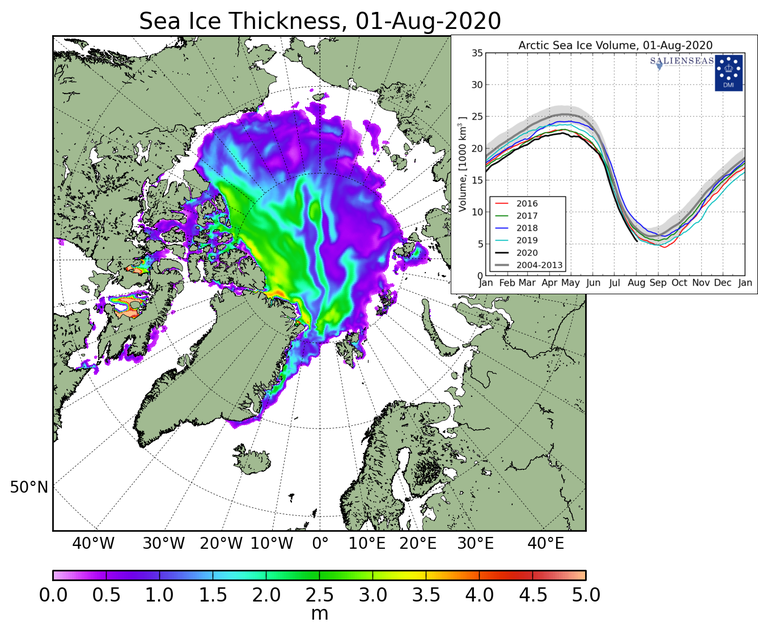 Sea Ice Thickness, 01-Aug-2020
Arctic Sea Ice Volume, 01-Aug-2020
SALIENSEAS
DMI
Volume, [1000 km³]
35
30
25
20
15
10
5
0
2016
2017
2018
2019
2020
2004-2013
Jan Feb Mar Apr May Jun Jul Aug Sep Oct Nov Dec Jan
50°N
40°W 30°W 20°W 10°W 0° 10°E 20°E 30°E 40°E
0.0 0.5 1.0 1.5 2.0 2.5 3.0 3.5 4.0 4.5 5.0
m